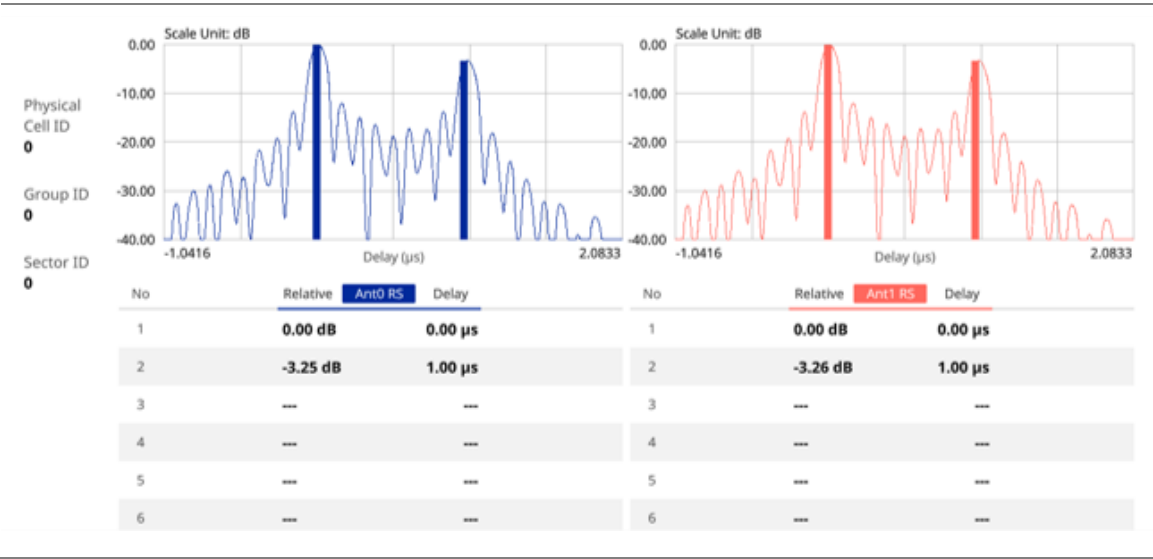 Physical
Cell ID
0
Group ID
0
Sector ID
0
Scale Unit: dB
0.00
-10.00
-20.00
-30.00
-40.00
-1.0416
Delay (µs)
2.0833
No Relative Ant0 RS Delay
1 0.00 dB 0.00 µs
2 -3.25 dB 1.00 µs
3 --- ---
4 --- ---
5 --- ---
6 --- ---
Scale Unit: dB
0.00
-10.00
-20.00
-30.00
-40.00
-1.0416
Delay (µs)
2.0833
No Relative Ant1 RS Delay
1 0.00 dB 0.00 µs
2 -3.26 dB 1.00 µs
3 --- ---
4 --- ---
5 --- ---
6 --- ---